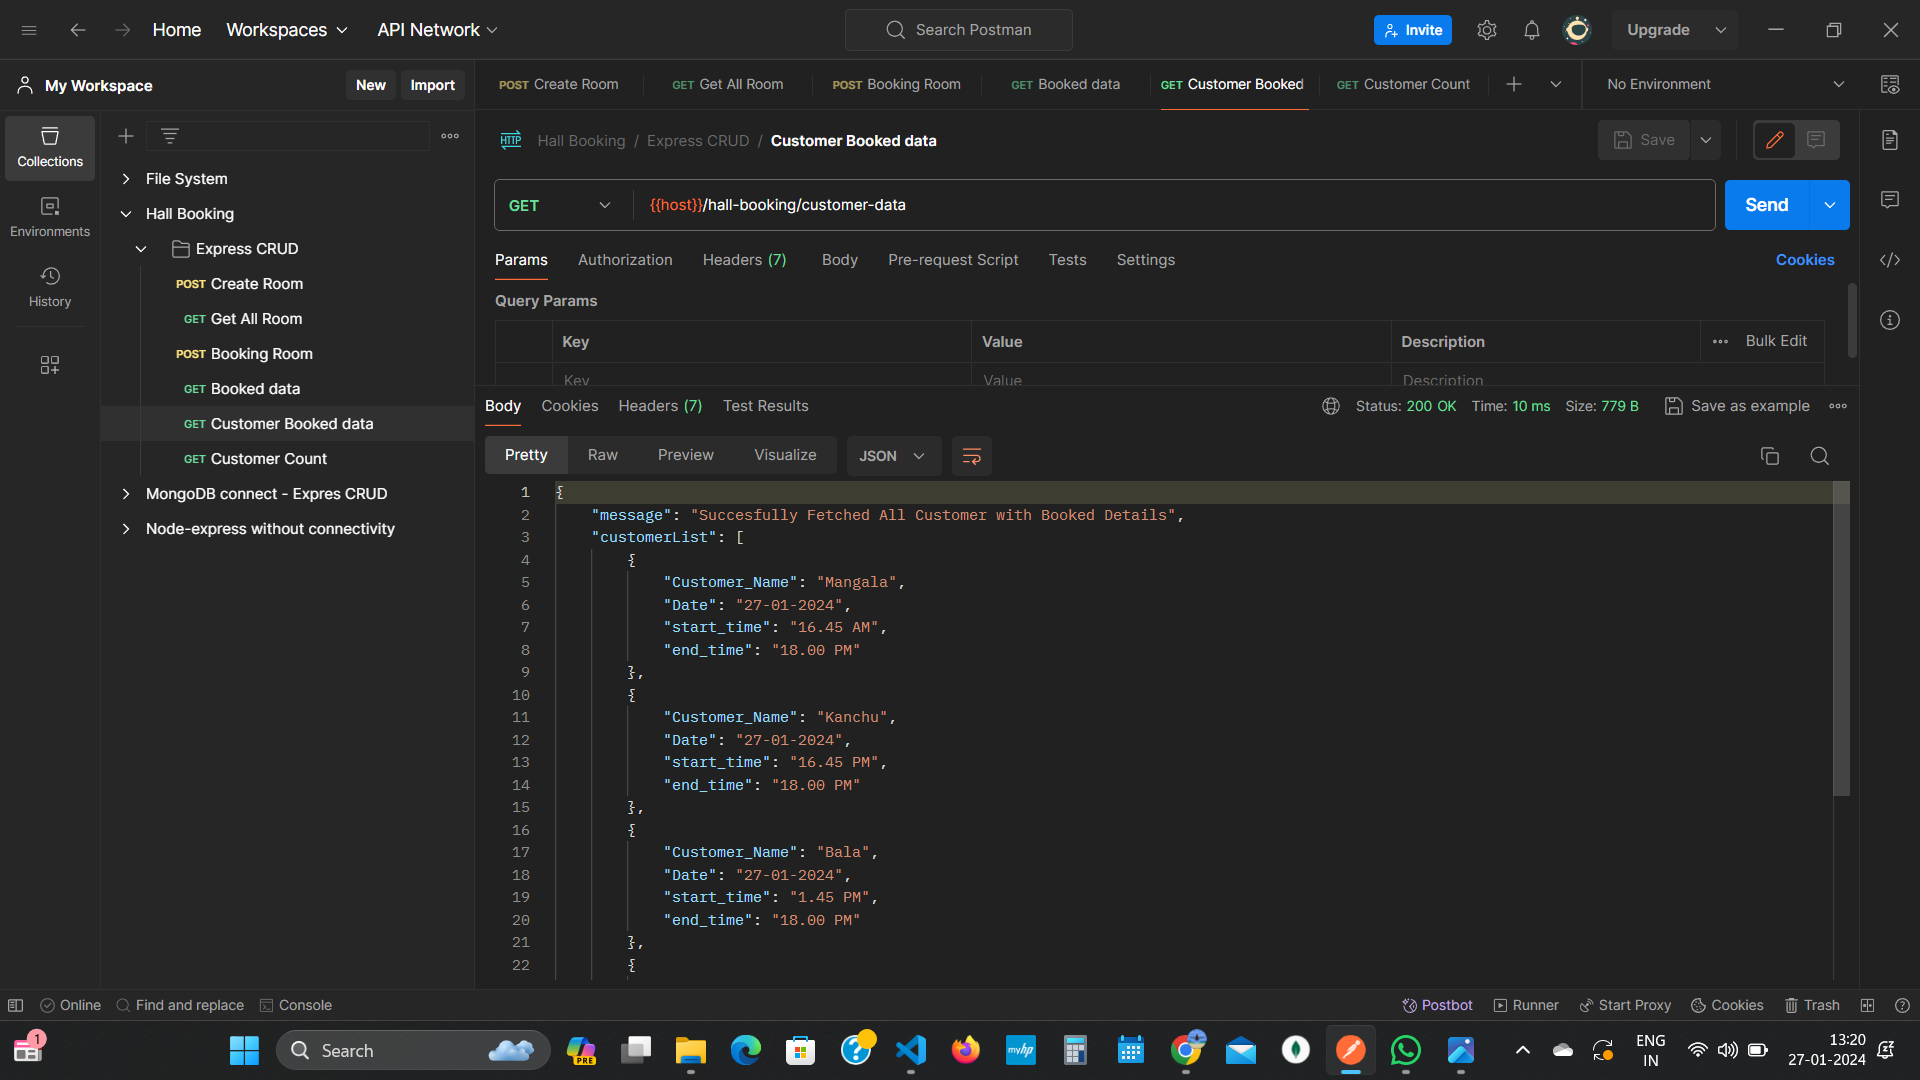 Home
Workspaces
API Network
Search Postman
Invite
Upgrade
My Workspace
New
Import
POST Create Room
GET Get All Room
POST Booking Room
GET Booked data
GET Customer Booked
GET Customer Count
No Environment
Collections
Environments
History
File System
Hall Booking
Express CRUD
POST Create Room
GET Get All Room
POST Booking Room
GET Booked data
GET Customer Booked data
GET Customer Count
MongoDB connect - Expres CRUD
Node-express without connectivity
HTTP Hall Booking / Express CRUD / Customer Booked data
Save
GET
{{host}}/hall-booking/customer-data
Send
Params
Authorization
Headers (7)
Body
Pre-request Script
Tests
Settings
Cookies
Query Params
Key
Value
Description
Bulk Edit
Key
Value
Description
Body
Cookies
Headers (7)
Test Results
Status: 200 OK
Time: 10 ms
Size: 779 B
Save as example
Pretty
Raw
Preview
Visualize
JSON
1 {
2 "message": "Succesfully Fetched All Customer with Booked Details",
3 "customerList": [
4 {
5 "Customer_Name": "Mangala",
6 "Date": "27-01-2024",
7 "start_time": "16.45 AM",
8 "end_time": "18.00 PM"
9 },
10 {
11 "Customer_Name": "Kanchu",
12 "Date": "27-01-2024",
13 "start_time": "16.45 PM",
14 "end_time": "18.00 PM"
15 },
16 {
17 "Customer_Name": "Bala",
18 "Date": "27-01-2024",
19 "start_time": "1.45 PM",
20 "end_time": "18.00 PM"
21 },
22 {
Online
Find and replace
Console
Postbot
Runner
Start Proxy
Cookies
Trash
1
Search
PRE
myhp
ENG
IN
13:20
27-01-2024